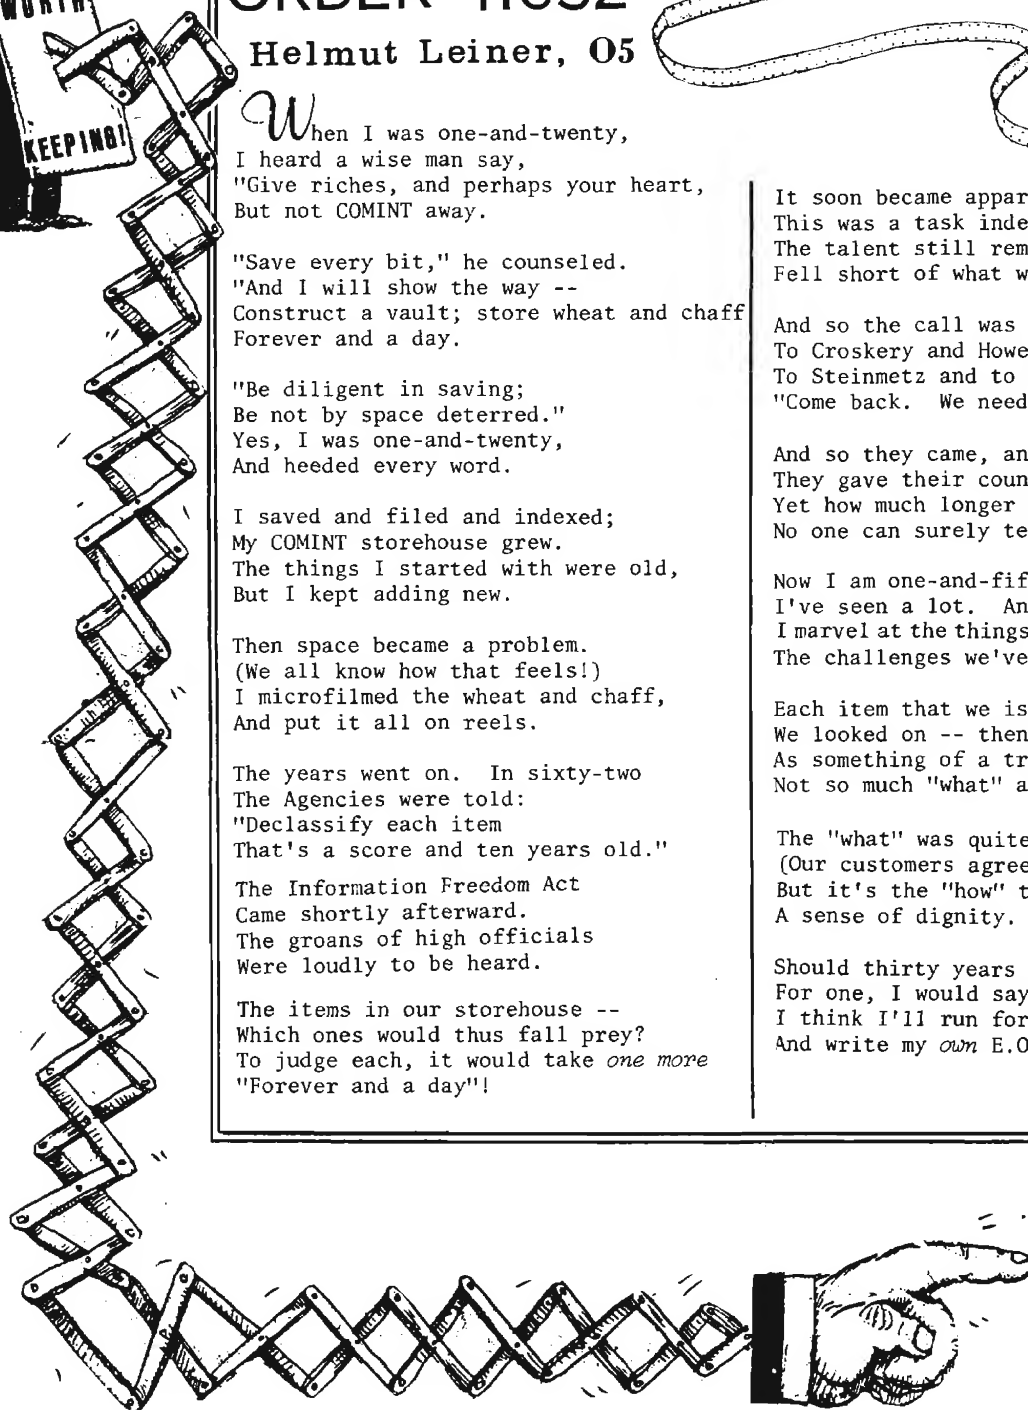 WORTH
KEEPING!
ORDER 11652
Helmut Leiner, O5
When I was one-and-twenty,
I heard a wise man say,
"Give riches, and perhaps your heart,
But not COMINT away.
"Save every bit," he counseled.
"And I will show the way --
Construct a vault; store wheat and chaff
Forever and a day.
"Be diligent in saving;
Be not by space deterred."
Yes, I was one-and-twenty,
And heeded every word.
I saved and filed and indexed;
My COMINT storehouse grew.
The things I started with were old,
But I kept adding new.
Then space became a problem.
(We all know how that feels!)
I microfilmed the wheat and chaff,
And put it all on reels.
The years went on. In sixty-two
The Agencies were told:
"Declassify each item
That's a score and ten years old."
The Information Freedom Act
Came shortly afterward.
The groans of high officials
Were loudly to be heard.
The items in our storehouse --
Which ones would thus fall prey?
To judge each, it would take one more
"Forever and a day"!
It soon became appar
This was a task inde
The talent still rem
Fell short of what w
And so the call was
To Croskery and Howe
To Steinmetz and to
"Come back. We need
And so they came, an
They gave their coun
Yet how much longer
No one can surely te
Now I am one-and-fif
I've seen a lot. An
I marvel at the things
The challenges we've
Each item that we is
We looked on -- then
As something of a tr
Not so much "what" a
The "what" was quite
(Our customers agree
But it's the "how" t
A sense of dignity.
Should thirty years
For one, I would say
I think I'll run for
And write my own E.O